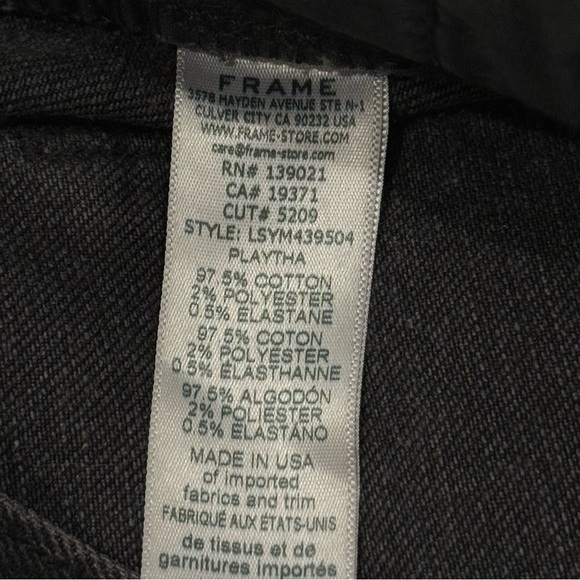 FRAME
3578 HAYDEN AVENUE STE N-1
CULVER CITY CA 90232 USA
WWW.FRAME-STORE.COM
care@frame-store.com
RN# 139021
CA# 19371
CUT# 5209
STYLE: LSYM439504
PLAYTHA
97.5% COTTON
2% POLYESTER
0.5% ELASTANE
97.5% COTON
2% POLYESTER
0.5% ÉLASTHANNE
97.5% ALGODÓN
2% POLIÉSTER
0.5% ELASTANO
MADE IN USA
of imported
fabrics and trim
FABRIQUÉ AUX ÉTATS-UNIS
de tissus et de
garnitures importés